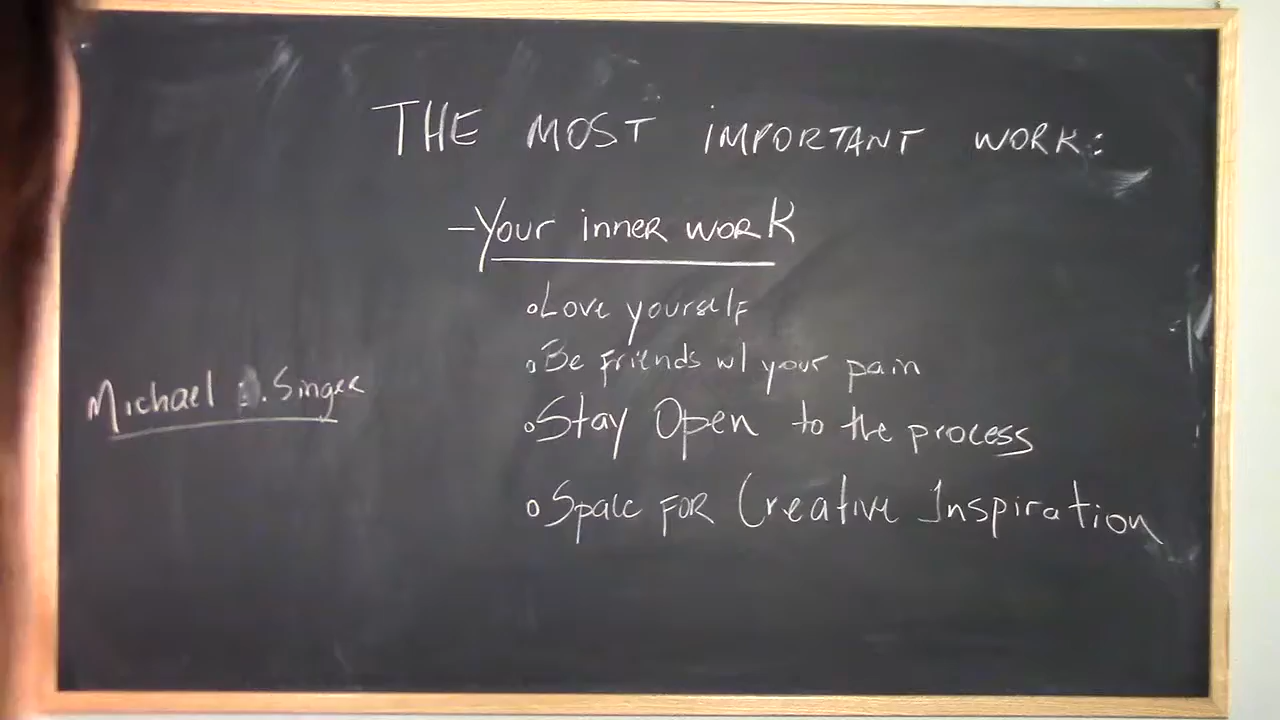 THE MOST IMPORTANT WORK:
-Your inner work
Love yourself
Be friends w/ your pain
Stay Open to the process
Space for Creative Inspiration
Michael Singer